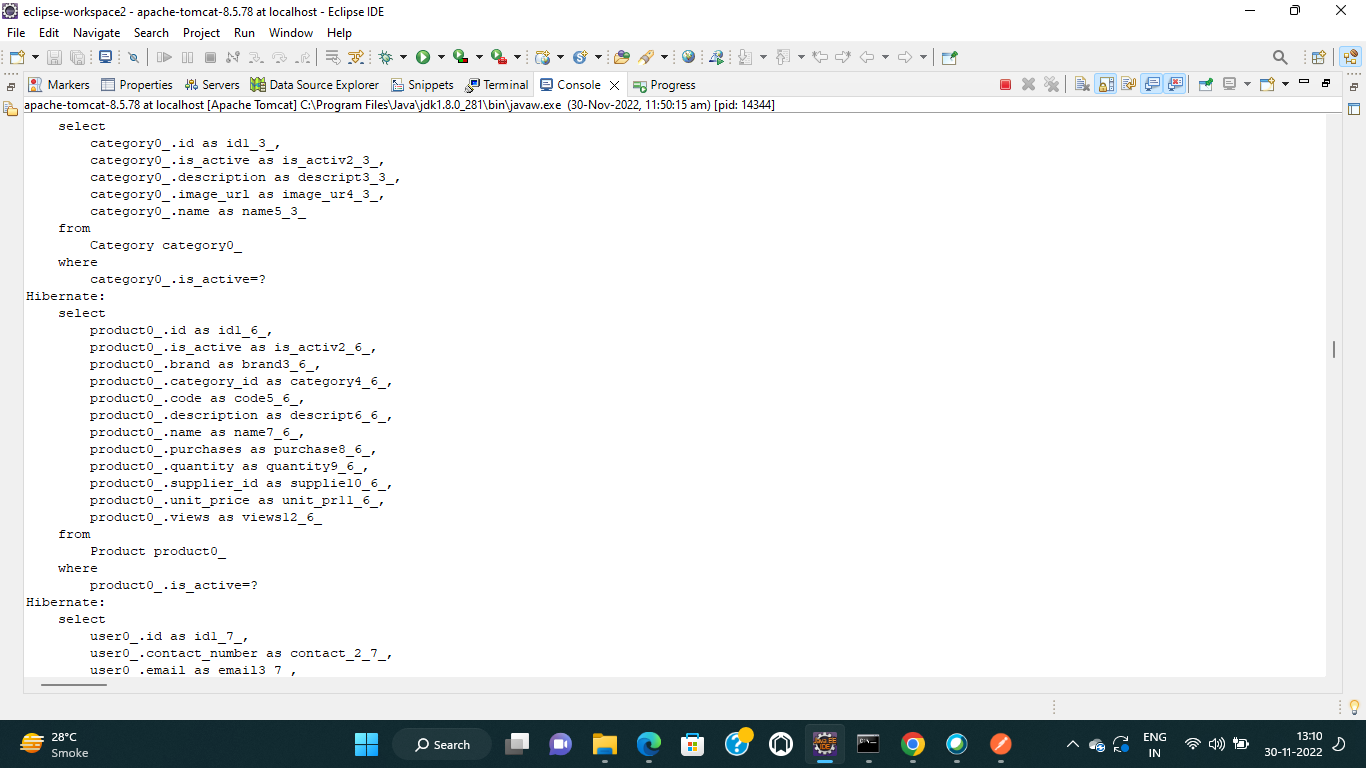 eclipse-workspace2 - apache-tomcat-8.5.78 at localhost - Eclipse IDE
File Edit Navigate Search Project Run Window Help
Markers Properties Servers Data Source Explorer Snippets Terminal Console Progress
apache-tomcat-8.5.78 at localhost [Apache Tomcat] C:\Program Files\Java\jdk1.8.0_281\bin\javaw.exe (30-Nov-2022, 11:50:15 am) [pid: 14344]
select
category0_.id as id1_3_,
category0_.is_active as is_activ2_3_,
category0_.description as descript3_3_,
category0_.image_url as image_ur4_3_,
category0_.name as name5_3_
from
Category category0_
where
category0_.is_active=?
Hibernate:
select
product0_.id as id1_6_,
product0_.is_active as is_activ2_6_,
product0_.brand as brand3_6_,
product0_.category_id as category4_6_,
product0_.code as code5_6_,
product0_.description as descript6_6_,
product0_.name as name7_6_,
product0_.purchases as purchase8_6_,
product0_.quantity as quantity9_6_,
product0_.supplier_id as supplie10_6_,
product0_.unit_price as unit_pr11_6_,
product0_.views as views12_6_
from
Product product0_
where
product0_.is_active=?
Hibernate:
select
user0_.id as id1_7_,
user0_.contact_number as contact_2_7_,
user0_.email as email3_7_,
28°C
Smoke
Search
ENG
IN
13:10
30-11-2022